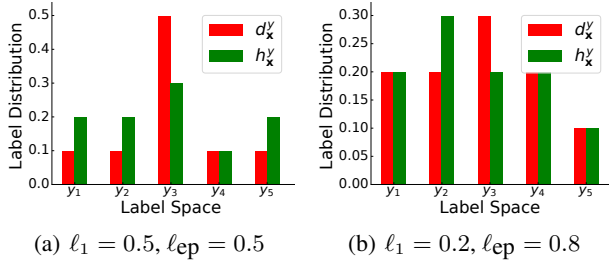 0.5
0.4
0.3
0.2
0.1
0.0
Label Distribution
y₁ y₂ y₃ y₄ y₅
Label Space
d_𝐱^y
h_𝐱^y
(a) ℓ₁ = 0.5, ℓ_ep = 0.5
0.30
0.25
0.20
0.15
0.10
0.05
0.00
Label Distribution
y₁ y₂ y₃ y₄ y₅
Label Space
d_𝐱^y
h_𝐱^y
(b) ℓ₁ = 0.2, ℓ_ep = 0.8